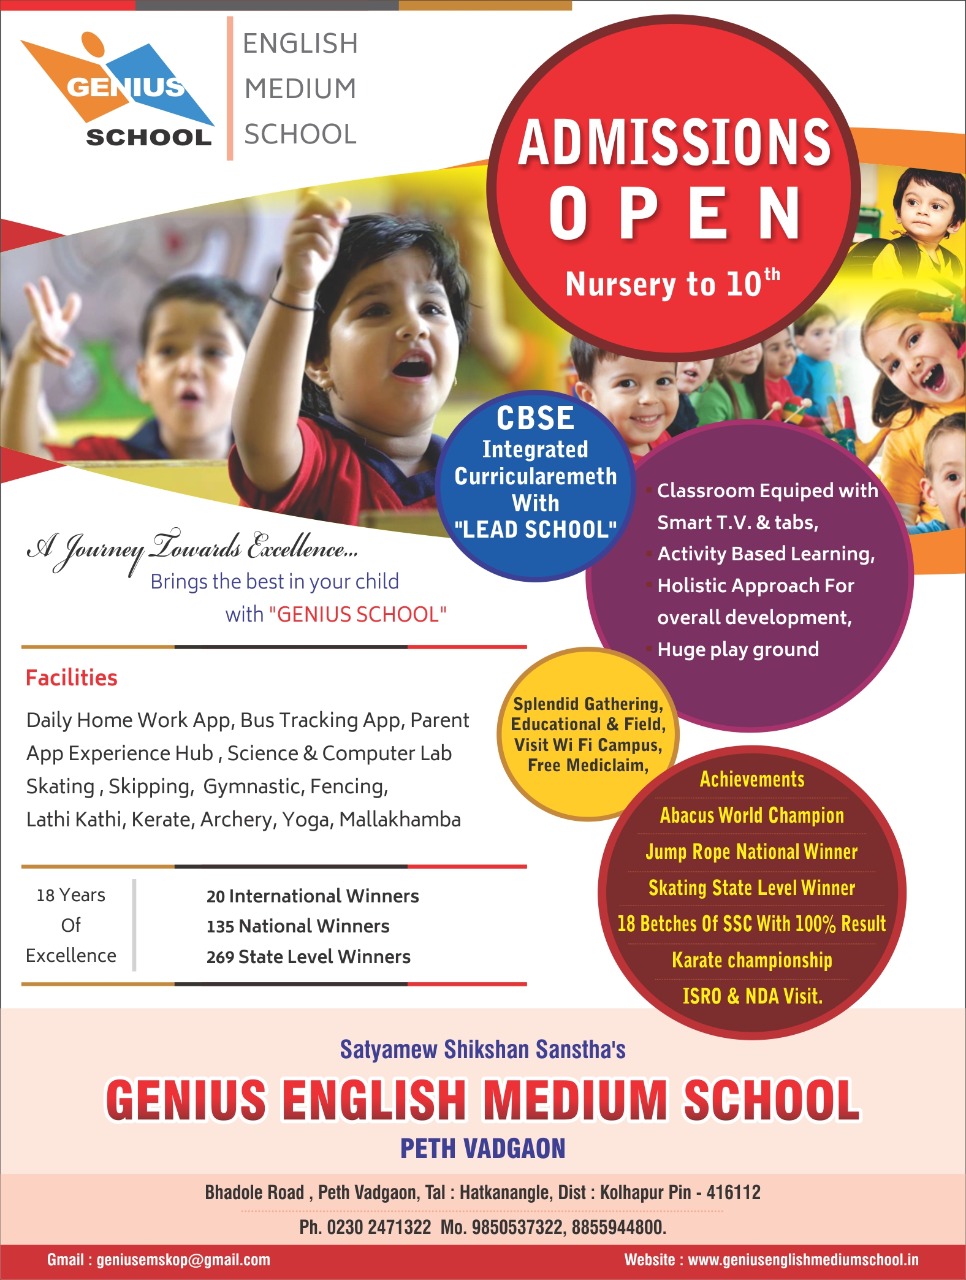 GENIUS
SCHOOL
ENGLISH
MEDIUM
SCHOOL
ADMISSIONS
OPEN
Nursery to 10th
CBSE
Integrated
Curricularemeth
With
"LEAD SCHOOL"
Classroom Equiped with
Smart T.V. & tabs,
Activity Based Learning,
Holistic Approach For
overall development,
Huge play ground
A Journey Towards Excellence...
Brings the best in your child
with "GENIUS SCHOOL"
Facilities
Daily Home Work App, Bus Tracking App, Parent
App Experience Hub , Science & Computer Lab
Skating , Skipping, Gymnastic, Fencing,
Lathi Kathi, Kerate, Archery, Yoga, Mallakhamba
Splendid Gathering,
Educational & Field,
Visit Wi Fi Campus,
Free Mediclaim,
18 Years
Of
Excellence
20 International Winners
135 National Winners
269 State Level Winners
Achievements
Abacus World Champion
Jump Rope National Winner
Skating State Level Winner
18 Betches Of SSC With 100% Result
Karate championship
ISRO & NDA Visit.
Satyamew Shikshan Sanstha's
GENIUS ENGLISH MEDIUM SCHOOL
PETH VADGAON
Bhadole Road , Peth Vadgaon, Tal : Hatkanangle, Dist : Kolhapur Pin - 416112
Ph. 0230 2471322 Mo. 9850537322, 8855944800.
Gmail : geniusemskop@gmail.com
Website : www.geniusenglishmediumschool.in